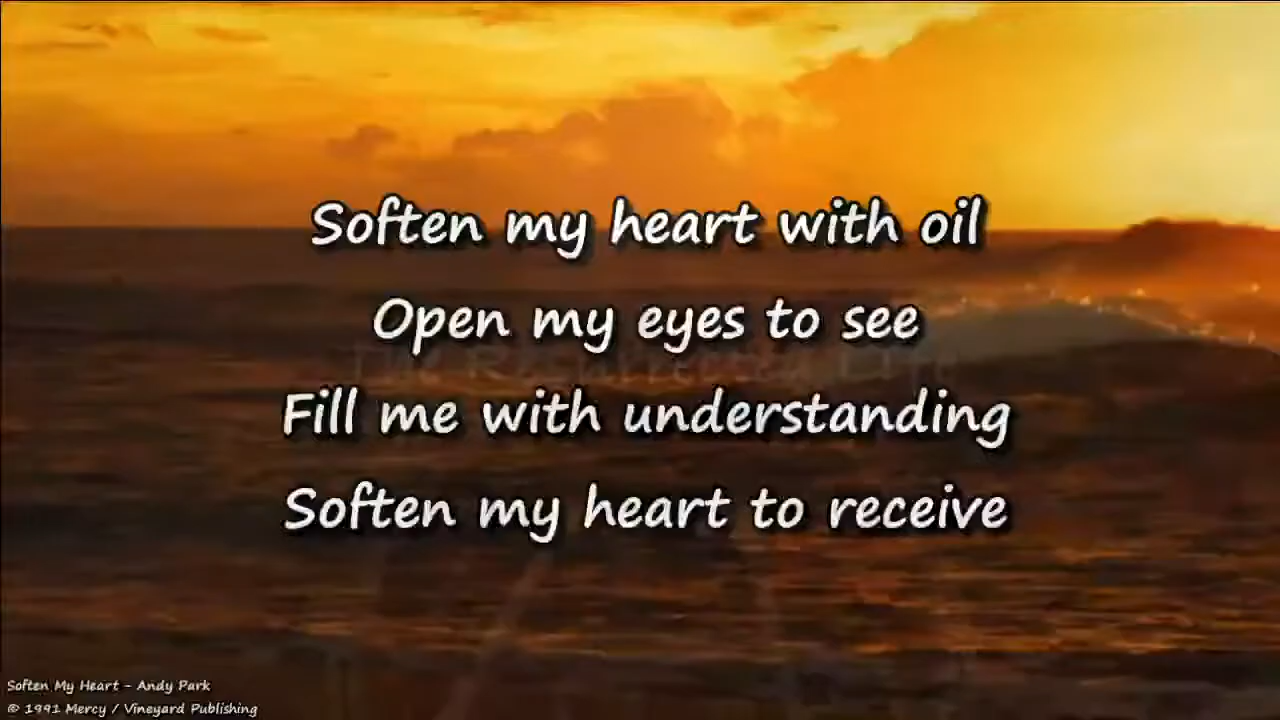 Soften my heart with oil
Open my eyes to see
Fill me with understanding
Soften my heart to receive
Soften My Heart - Andy Park
© 1991 Mercy / Vineyard Publishing